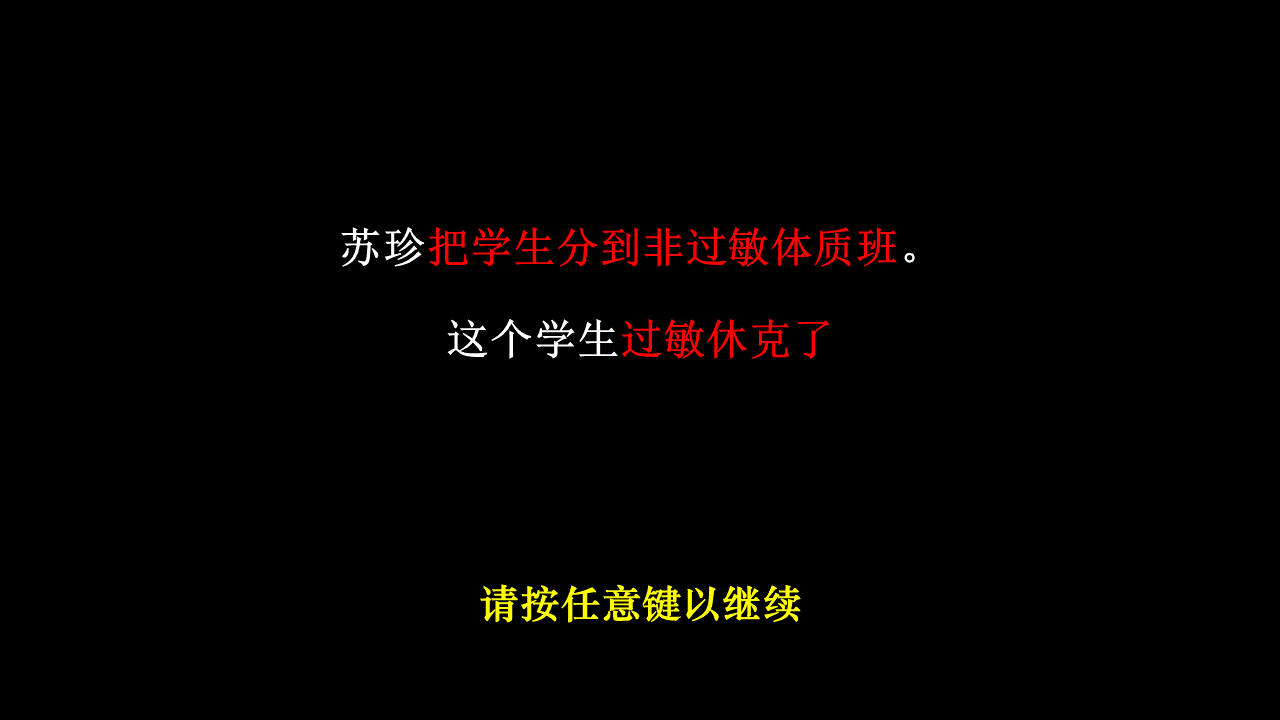 苏珍把学生分到非过敏体质班。
这个学生过敏休克了
请按任意键以继续